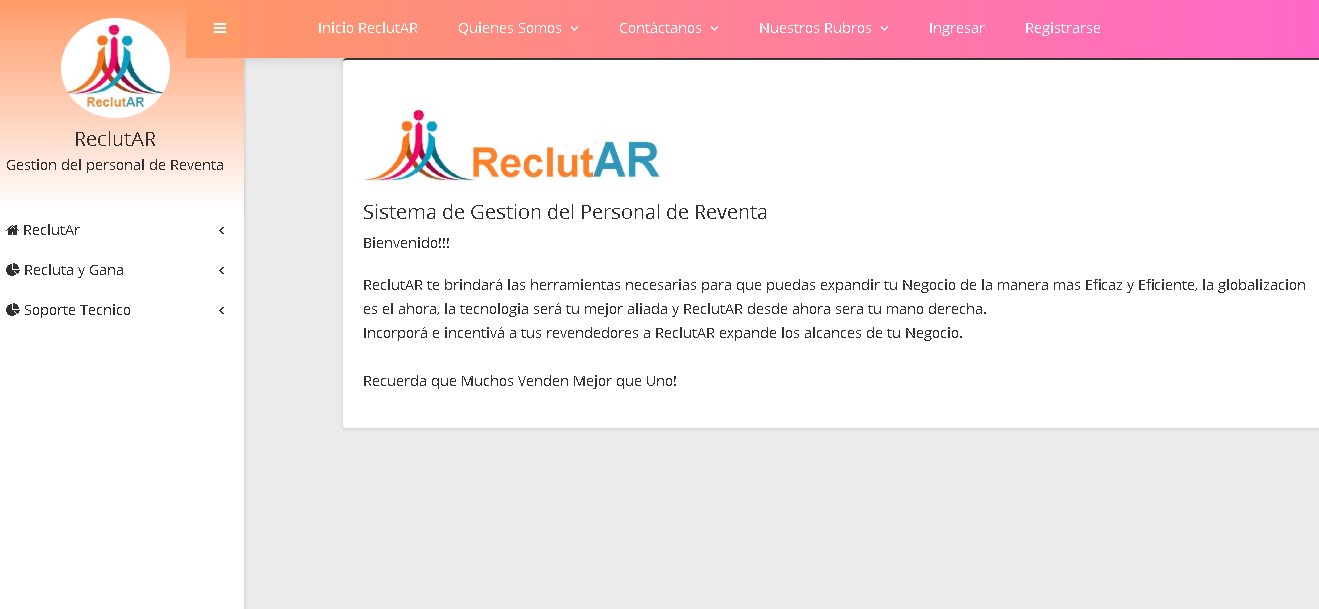 Inicio ReclutAR
Quienes Somos
Contáctanos
Nuestros Rubros
Ingresar
Registrarse
ReclutAR
ReclutAR
Gestion del personal de Reventa
ReclutAr
Recluta y Gana
Soporte Tecnico
ReclutAR
Sistema de Gestion del Personal de Reventa
Bienvenido!!!
ReclutAR te brindará las herramientas necesarias para que puedas expandir tu Negocio de la manera mas Eficaz y Eficiente, la globalizacion
es el ahora, la tecnologia será tu mejor aliada y ReclutAR desde ahora sera tu mano derecha.
Incorporá e incentivá a tus revendedores a ReclutAR expande los alcances de tu Negocio.
Recuerda que Muchos Venden Mejor que Uno!